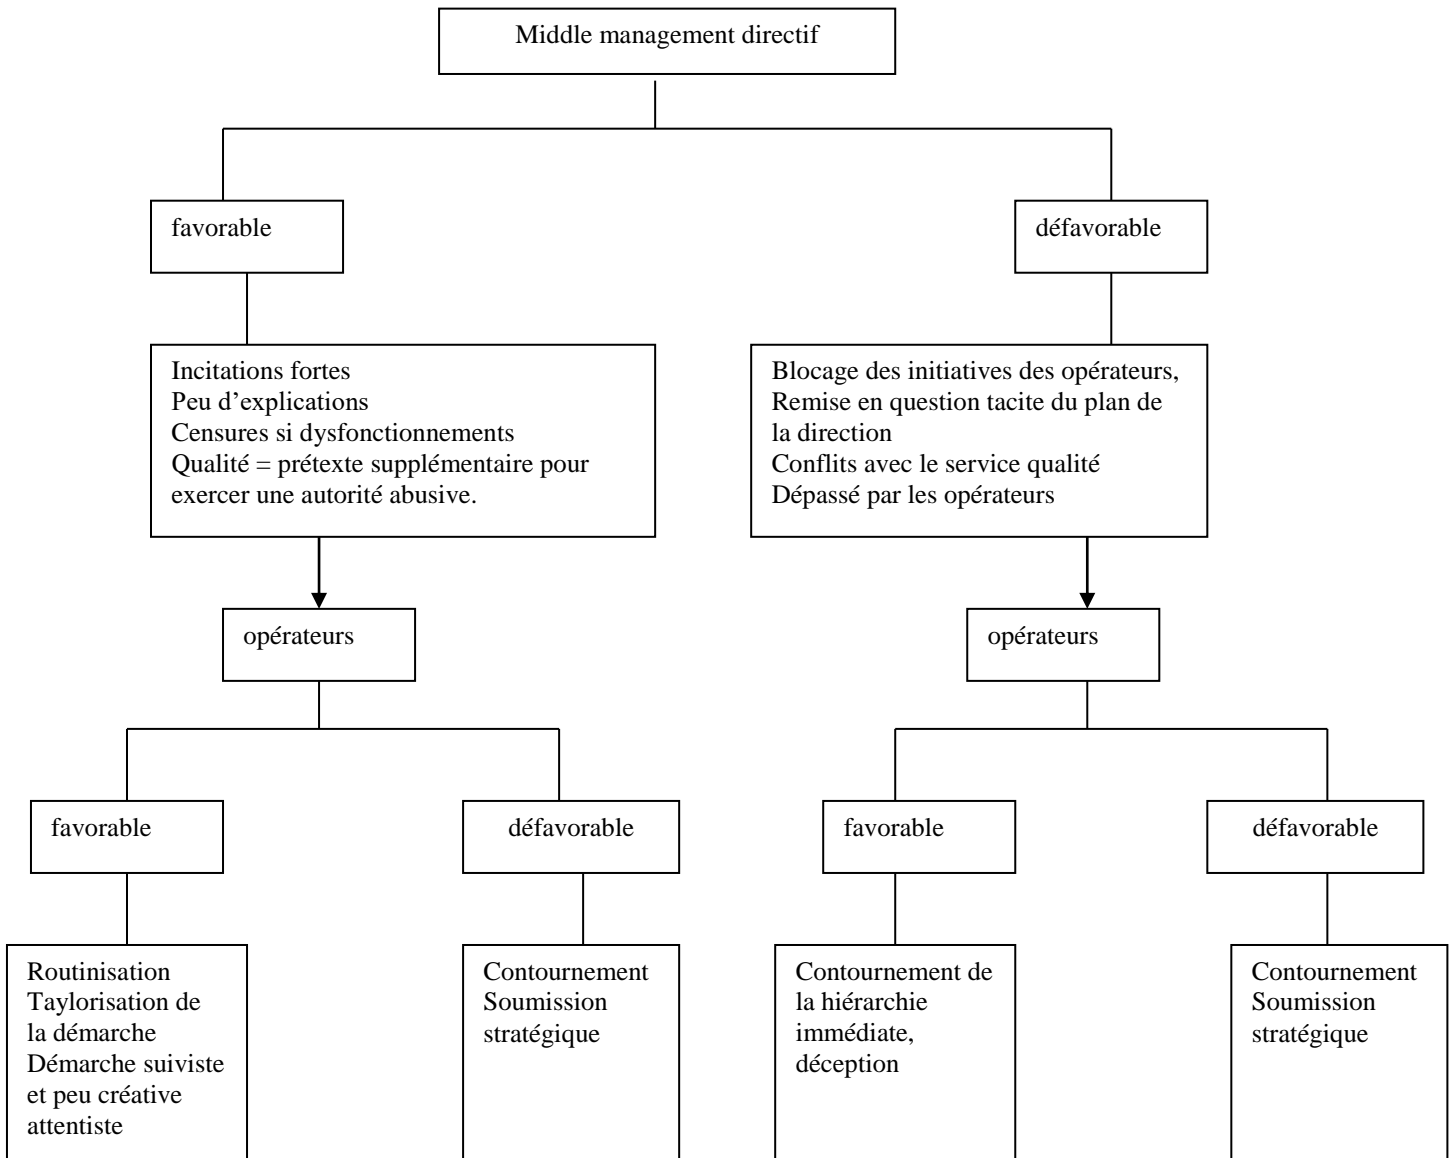 Middle management directif
favorable
défavorable
Incitations fortes
Peu d’explications
Censures si dysfonctionnements
Qualité = prétexte supplémentaire pour
exercer une autorité abusive.
Blocage des initiatives des opérateurs,
Remise en question tacite du plan de
la direction
Conflits avec le service qualité
Dépassé par les opérateurs
opérateurs
opérateurs
favorable
défavorable
favorable
défavorable
Routinisation
Taylorisation de
la démarche
Démarche suiviste
et peu créative
attentiste
Contournement
Soumission
stratégique
Contournement de
la hiérarchie
immédiate,
déception
Contournement
Soumission
stratégique